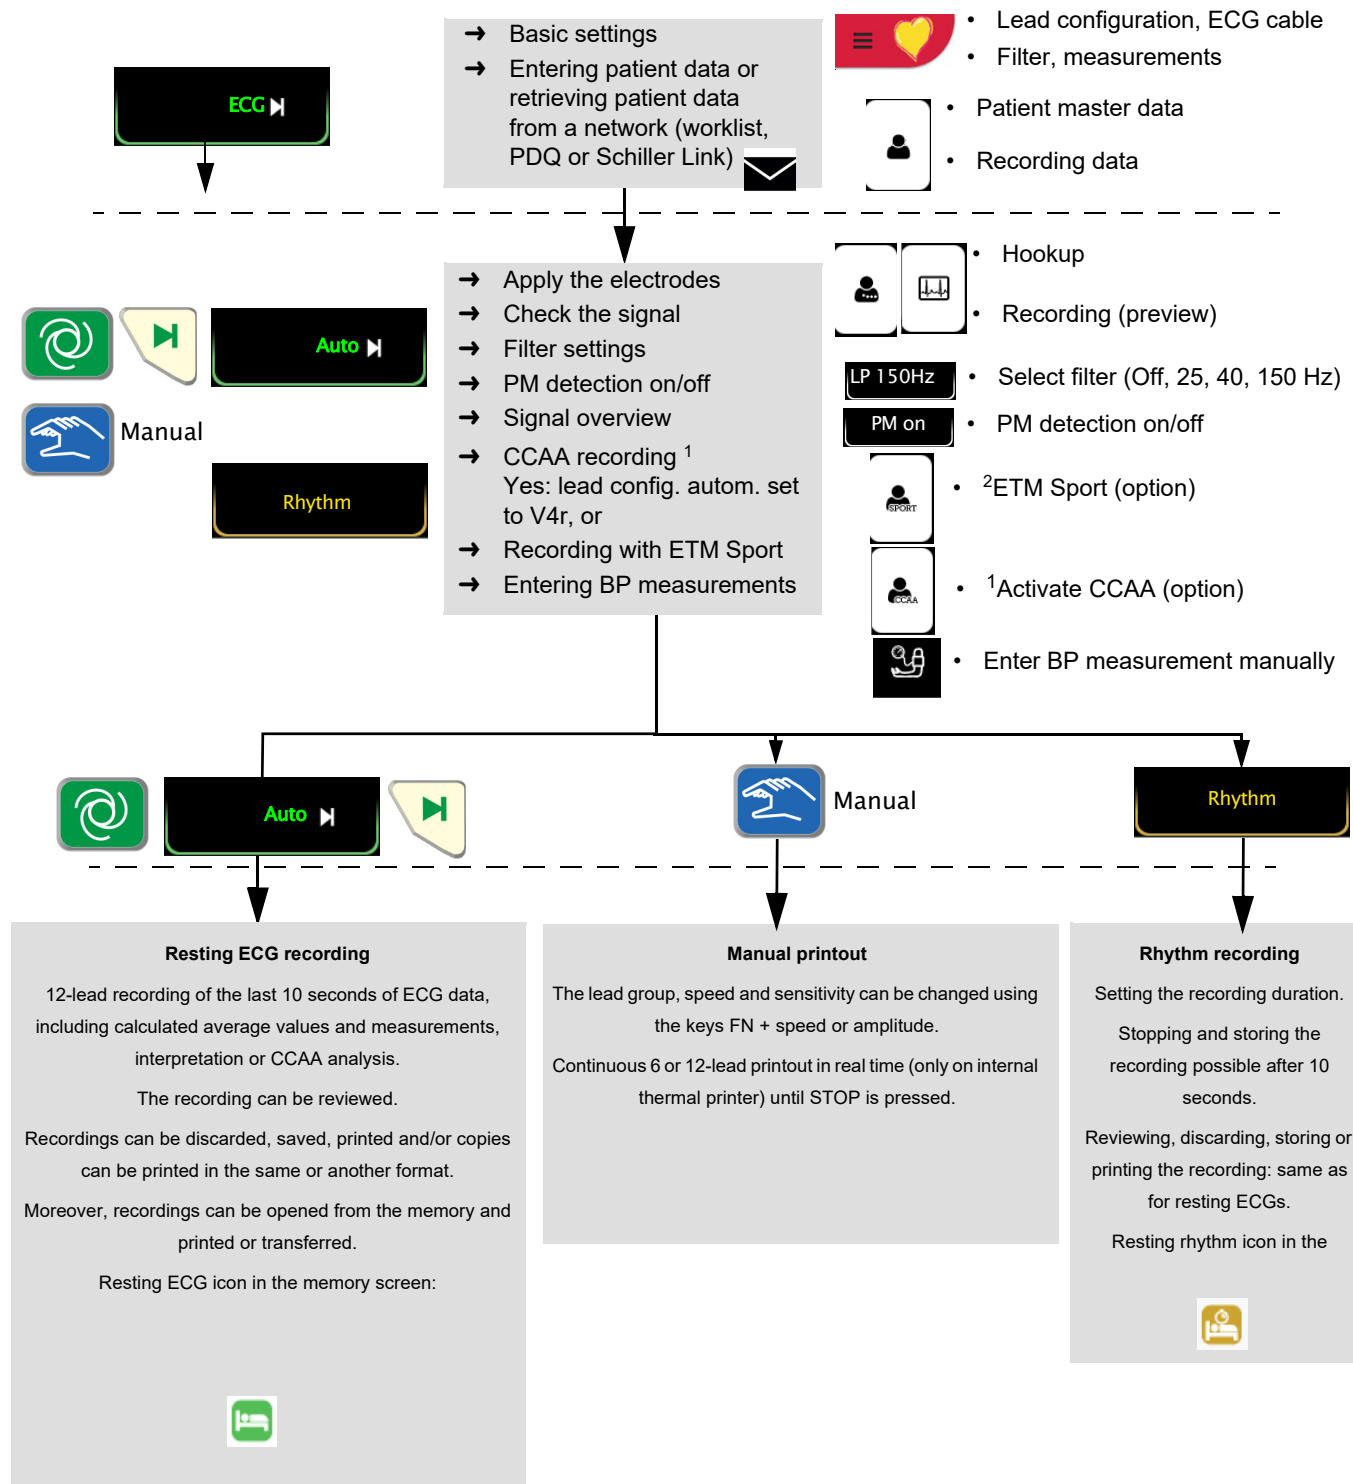 ECG
➔ Basic settings
➔ Entering patient data or
retrieving patient data
from a network (worklist,
PDQ or Schiller Link)
• Lead configuration, ECG cable
• Filter, measurements
• Patient master data
• Recording data
Auto
Manual
Rhythm
➔ Apply the electrodes
➔ Check the signal
➔ Filter settings
➔ PM detection on/off
➔ Signal overview
➔ CCAA recording 1
Yes: lead config. autom. set
to V4r, or
➔ Recording with ETM Sport
➔ Entering BP measurements
• Hookup
• Recording (preview)
LP 150Hz • Select filter (Off, 25, 40, 150 Hz)
PM on • PM detection on/off
SPORT • 2ETM Sport (option)
CCAA • 1Activate CCAA (option)
• Enter BP measurement manually
Auto
Manual
Rhythm
Resting ECG recording
12-lead recording of the last 10 seconds of ECG data,
including calculated average values and measurements,
interpretation or CCAA analysis.
The recording can be reviewed.
Recordings can be discarded, saved, printed and/or copies
can be printed in the same or another format.
Moreover, recordings can be opened from the memory and
printed or transferred.
Resting ECG icon in the memory screen:
Manual printout
The lead group, speed and sensitivity can be changed using
the keys FN + speed or amplitude.
Continuous 6 or 12-lead printout in real time (only on internal
thermal printer) until STOP is pressed.
Rhythm recording
Setting the recording duration.
Stopping and storing the
recording possible after 10
seconds.
Reviewing, discarding, storing or
printing the recording: same as
for resting ECGs.
Resting rhythm icon in the